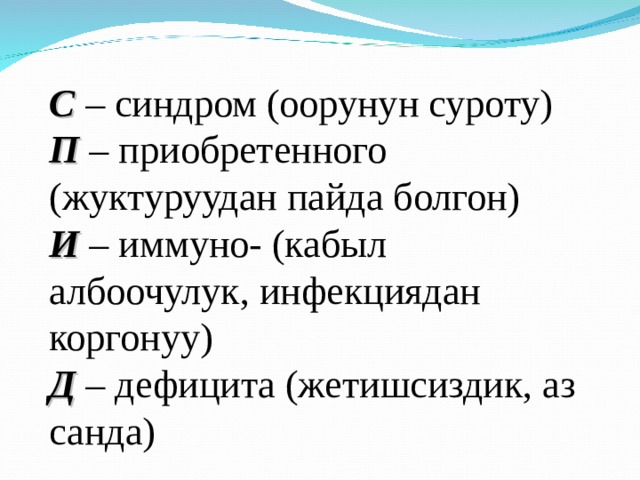 С – синдром (оорунун суроту)
П – приобретенного
(жуктуруудан пайда болгон)
И – иммуно- (кабыл
албоочулук, инфекциядан
коргонуу)
Д – дефицита (жетишсиздик, аз
санда)